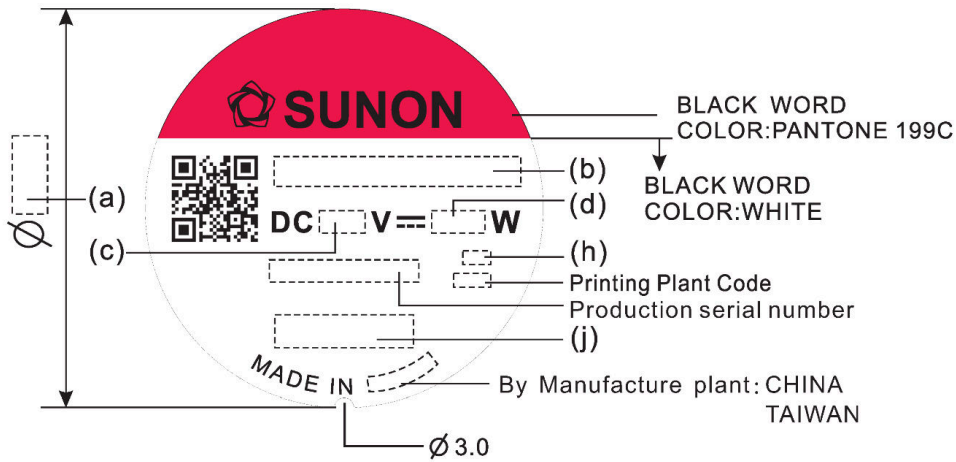 SUNON
BLACK WORD
COLOR:PANTONE 199C
BLACK WORD
COLOR:WHITE
(a)
Ø
(b)
(d)
DC V W
(c)
(h)
Printing Plant Code
Production serial number
(j)
MADE IN
By Manufacture plant: CHINA
TAIWAN
Ø 3.0